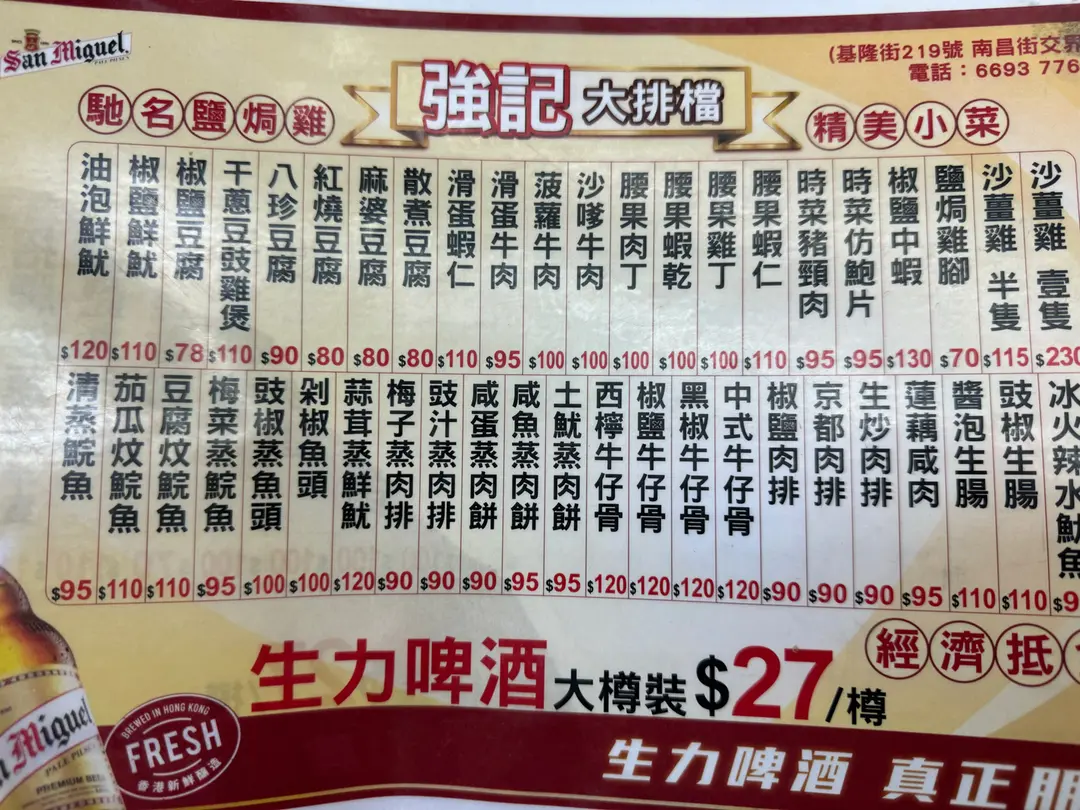 San Miguel
PALE PILSEN
(基隆街219號 南昌街交界
電話：6693 776
馳名鹽焗雞
強記大排檔
精美小菜
油泡鮮魷 $120
椒鹽鮮魷 $110
椒鹽豆腐 $78
干蔥豆豉雞煲 $110
八珍豆腐 $90
紅燒豆腐 $80
麻婆豆腐 $80
散煮豆腐 $80
滑蛋蝦仁 $110
滑蛋牛肉 $95
菠蘿牛肉 $100
沙嗲牛肉 $100
腰果肉丁 $100
腰果蝦乾 $100
腰果雞丁 $100
腰果蝦仁 $110
時菜豬頸肉 $95
時菜仿鮑片 $95
椒鹽中蝦 $130
鹽焗雞腳 $70
沙薑雞 半隻 $115
沙薑雞 壹隻 $230
清蒸鯇魚 $95
茄瓜炆鯇魚 $110
豆腐炆鯇魚 $110
梅菜蒸鯇魚 $95
豉椒蒸魚頭 $100
剁椒魚頭 $100
蒜茸蒸鮮魷 $120
梅子蒸肉排 $90
豉汁蒸肉排 $90
咸蛋蒸肉餅 $90
咸魚蒸肉餅 $95
土魷蒸肉餅 $95
西檸牛仔骨 $120
椒鹽牛仔骨 $120
黑椒牛仔骨 $120
中式牛仔骨 $120
椒鹽肉排 $90
京都肉排 $90
生炒肉排 $90
蓮藕咸肉 $95
醬泡生腸 $110
豉椒生腸 $110
冰火辣水魷魚 $9
經濟抵
生力啤酒大樽裝$27/樽
San Miguel
PALE PILSEN
PREMIUM BEER
BREWED IN HONG KONG
FRESH
香港新鮮釀造
生力啤酒 真正朋